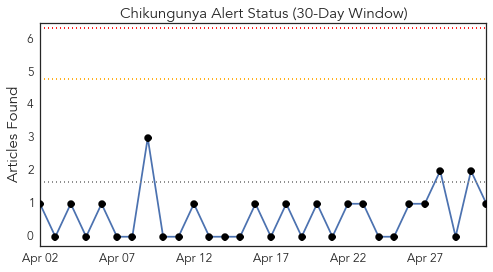 Chikungunya Alert Status (30-Day Window)
Articles Found
6
5
4
3
2
1
0
Apr 02 Apr 07 Apr 12 Apr 17 Apr 22 Apr 27